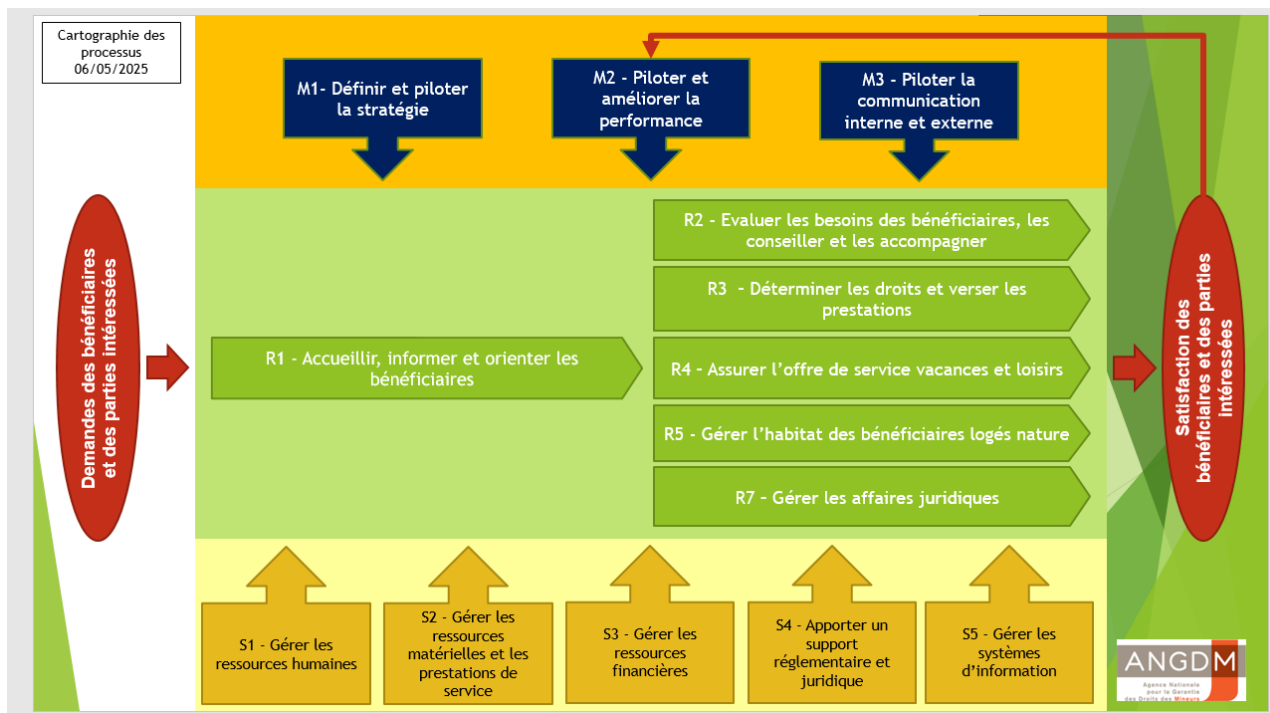 Cartographie des
processus
06/05/2025
M1- Définir et piloter
la stratégie
M2 - Piloter et
améliorer la
performance
M3 - Piloter la
communication
interne et externe
Demandes des bénéficiaires
et des parties intéressées
R1 - Accueillir, informer et orienter les
bénéficiaires
R2 - Evaluer les besoins des bénéficiaires, les
conseiller et les accompagner
R3 – Déterminer les droits et verser les
prestations
R4 - Assurer l’offre de service vacances et loisirs
R5 - Gérer l’habitat des bénéficiaires logés nature
R7 – Gérer les affaires juridiques
Satisfaction des
bénéficiaires et des parties
intéressées
S1 - Gérer les
ressources humaines
S2 - Gérer les
ressources
matérielles et les
prestations de
service
S3 - Gérer les
ressources
financières
S4 - Apporter un
support
réglementaire et
juridique
S5 - Gérer les
systèmes
d’information
ANGDM
Agence Nationale
pour la Garantie
des Droits des Mineurs